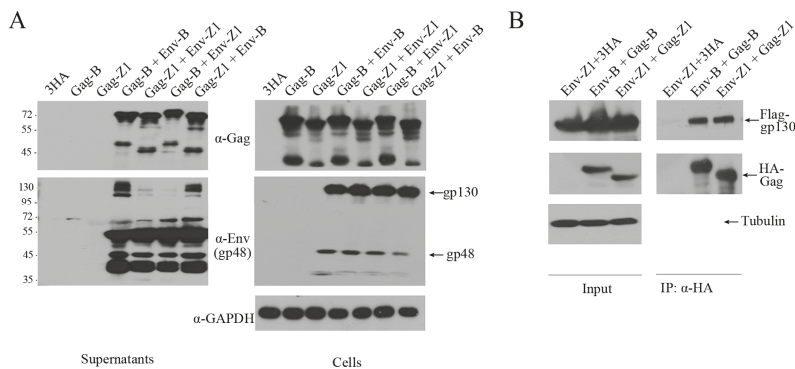 A
3HA
Gag-B
Gag-Z1
Gag-B + Env-B
Gag-Z1 + Env-Z1
Gag-B + Env-Z1
Gag-Z1 + Env-B
3HA
Gag-B
Gag-Z1
Gag-B + Env-B
Gag-Z1 + Env-Z1
Gag-B + Env-Z1
Gag-Z1 + Env-B
72
55
45
α-Gag
130
95
72
55
45
35
α-Env
(gp48)
gp130
gp48
α-GAPDH
Supernatants
Cells
B
Env-Z1+3HA
Env-B + Gag-B
Env-Z1 + Gag-Z1
Env-Z1+3HA
Env-B + Gag-B
Env-Z1 + Gag-Z1
Flag-
gp130
HA-
Gag
Tubulin
Input
IP: α-HA